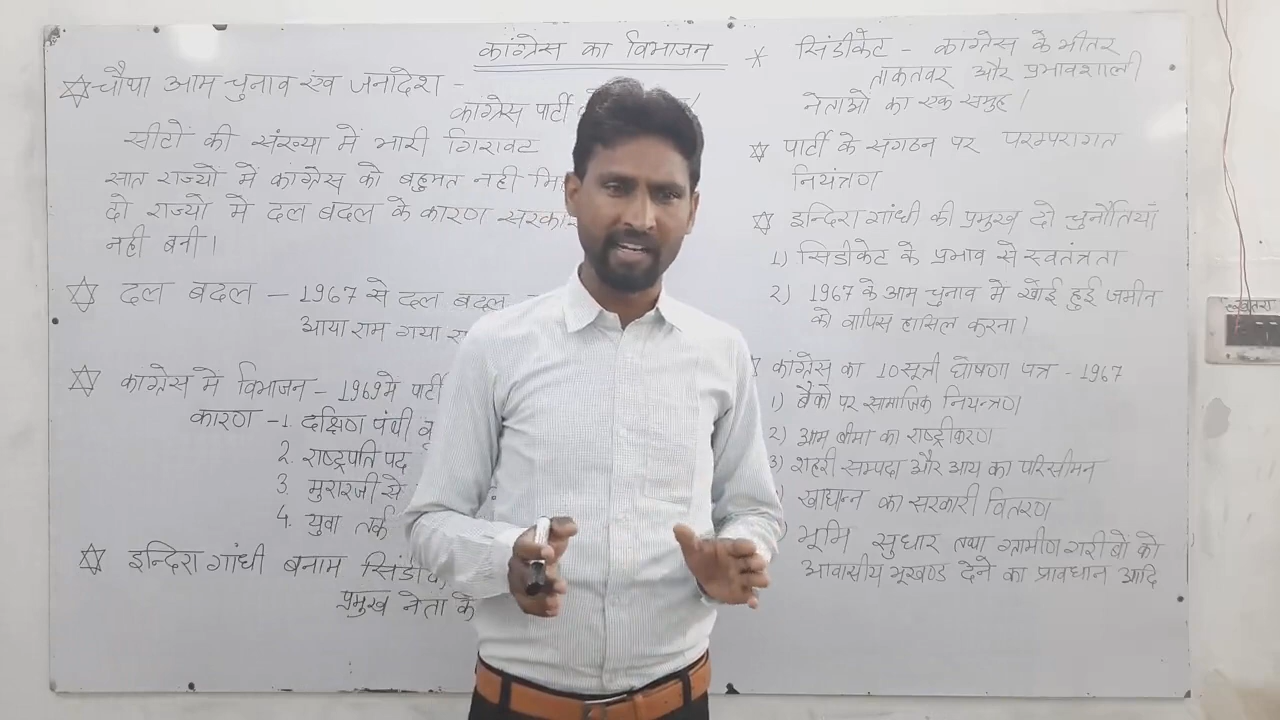 कांग्रेस का विभाजन
चौथा आम चुनाव एंव जनादेश -
कांग्रेस पार्टी
सीटों की संख्या में भारी गिरावट
सात राज्यों में कांग्रेस को बहुमत नही
दो राज्यो मे दल बदल के कारण सरकार
नही बनी।
दल बदल - 1967 से दल बदल -
आया राम गया
कांग्रेस मे विभाजन - 1969 मे पार्टी
कारण - 1. दक्षिण पंथी
2. राष्ट्रपति पद
3. मुरारजी से
4. युवा तर्क
इन्दिरा गांधी बनाम
प्रमुख नेता के
* सिंडीकेट - कांग्रेस के भीतर
ताकतवर और प्रभावशाली
नेताओ का एक समुह।
पार्टी के संगठन पर परम्परागत
नियंत्रण
इन्दिरा गांधी की प्रमुख दो चुनौतियाँ
1) सिडीकेट के प्रभाव से स्वतंत्रता
2) 1967 के आम चुनाव मे खोई हुई जमीन
को वापिस हासिल करना।
कांग्रेस का 10 सूत्री घोषणा पत्र - 1967
1) बैंको पर सामाजिक नियन्त्रण
2) आम बीमा का राष्ट्रीकरण
3) शहरी सम्पदा और आय का परिसीमन
) खाद्यान्न का सरकारी वितरण
) भूमि सुधार तथा ग्रामीण गरीबो को
आवासीय भूखण्ड देने का प्रावधान आदि